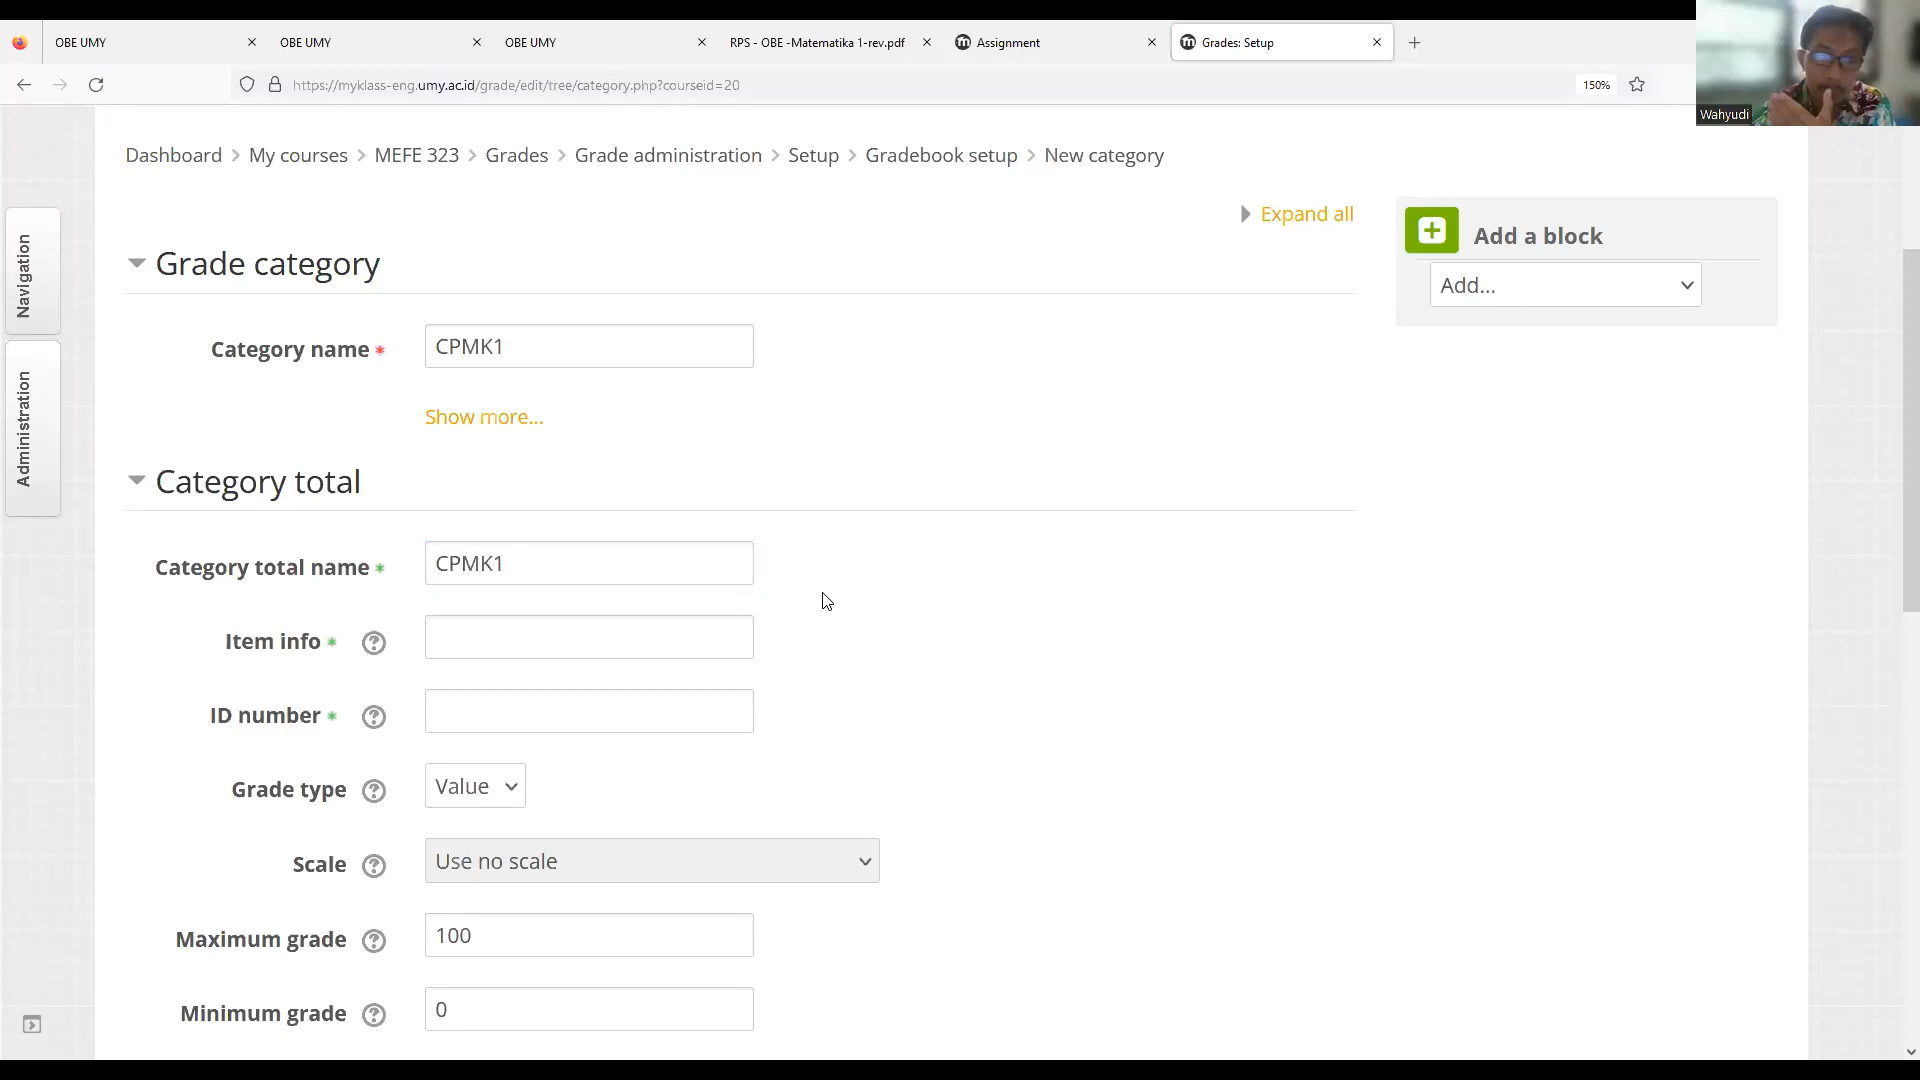 OBE UMY
OBE UMY
OBE UMY
RPS - OBE -Matematika 1-rev.pdf
Assignment
Grades: Setup
https://myklass-eng.umy.ac.id/grade/edit/tree/category.php?courseid=20
150%
Wahyudi
Dashboard > My courses > MEFE 323 > Grades > Grade administration > Setup > Gradebook setup > New category
Expand all
Add a block
Add...
Navigation
Administration
Grade category
Category name * CPMK1
Show more...
Category total
Category total name * CPMK1
Item info * ?
ID number * ?
Grade type ? Value
Scale ? Use no scale
Maximum grade ? 100
Minimum grade ? 0